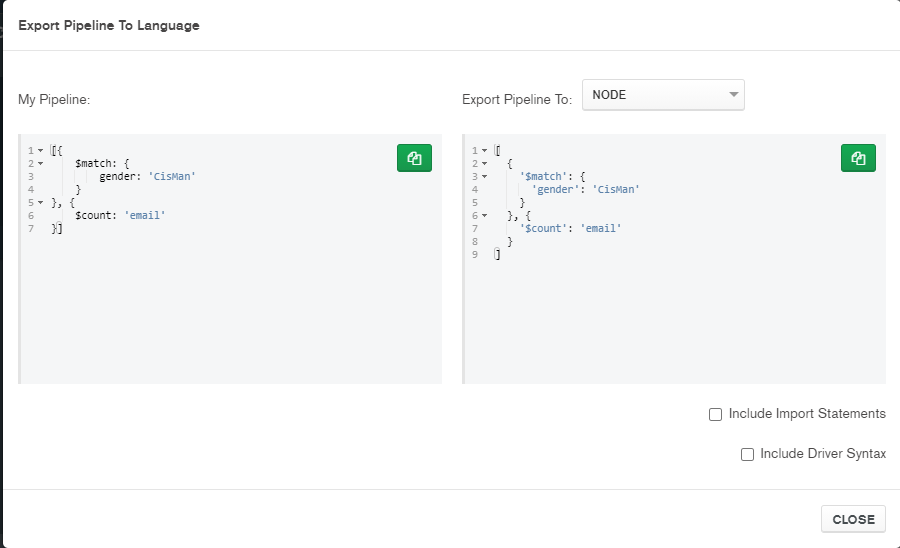 Export Pipeline To Language
My Pipeline:
1 [{
2 $match: {
3 gender: 'CisMan'
4 }
5 }, {
6 $count: 'email'
7 }]
Export Pipeline To: NODE
1 [
2 {
3 '$match': {
4 'gender': 'CisMan'
5 }
6 }, {
7 '$count': 'email'
8 }
9 ]
Include Import Statements
Include Driver Syntax
CLOSE